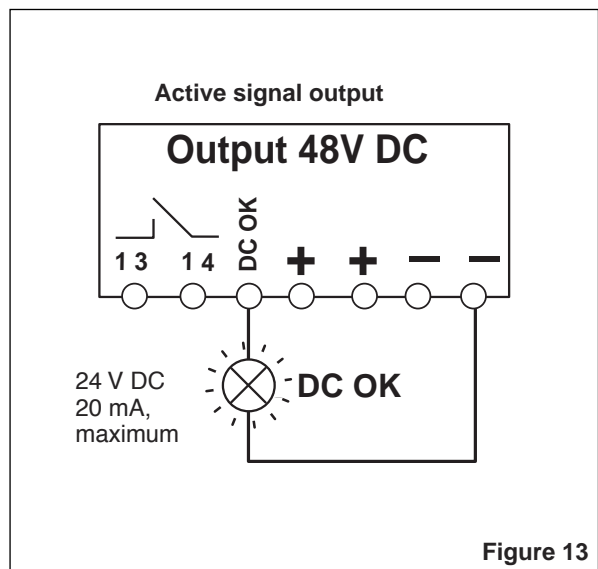 Active signal output
Output 48V DC
13 14 DC OK + + − −
24 V DC
20 mA,
maximum
DC OK
Figure 13